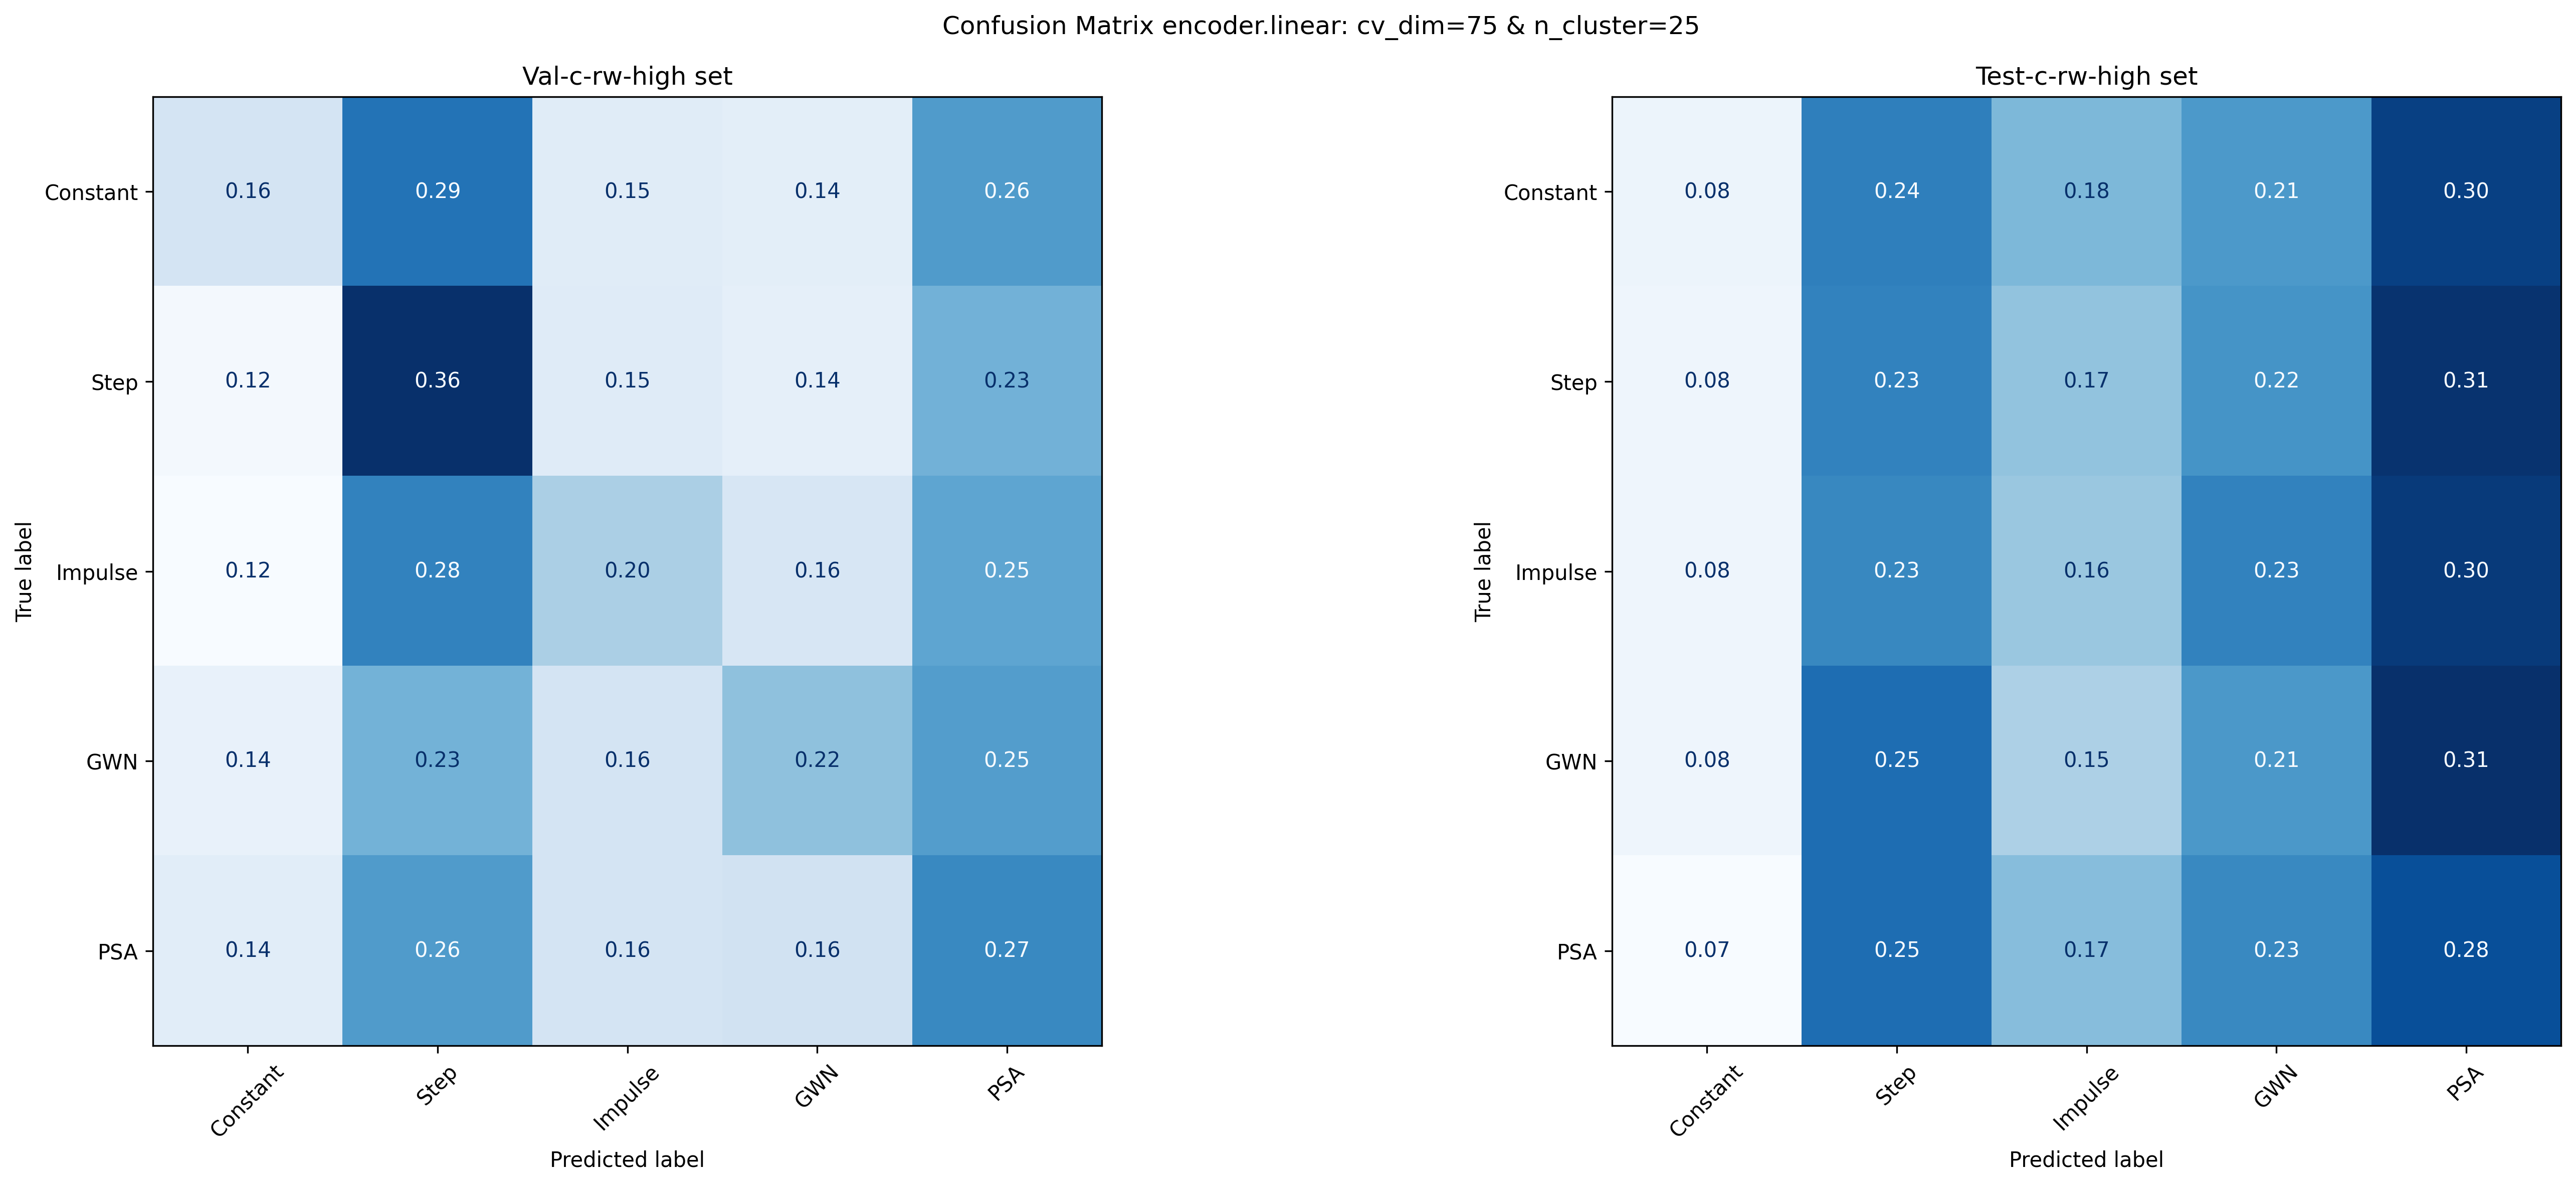 Confusion Matrix encoder.linear: cv_dim=75 & n_cluster=25
Val-c-rw-high set
True label
Constant 0.16 0.29 0.15 0.14 0.26
Step 0.12 0.36 0.15 0.14 0.23
Impulse 0.12 0.28 0.20 0.16 0.25
GWN 0.14 0.23 0.16 0.22 0.25
PSA 0.14 0.26 0.16 0.16 0.27
Constant Step Impulse GWN PSA
Predicted label
Test-c-rw-high set
True label
Constant 0.08 0.24 0.18 0.21 0.30
Step 0.08 0.23 0.17 0.22 0.31
Impulse 0.08 0.23 0.16 0.23 0.30
GWN 0.08 0.25 0.15 0.21 0.31
PSA 0.07 0.25 0.17 0.23 0.28
Constant Step Impulse GWN PSA
Predicted label